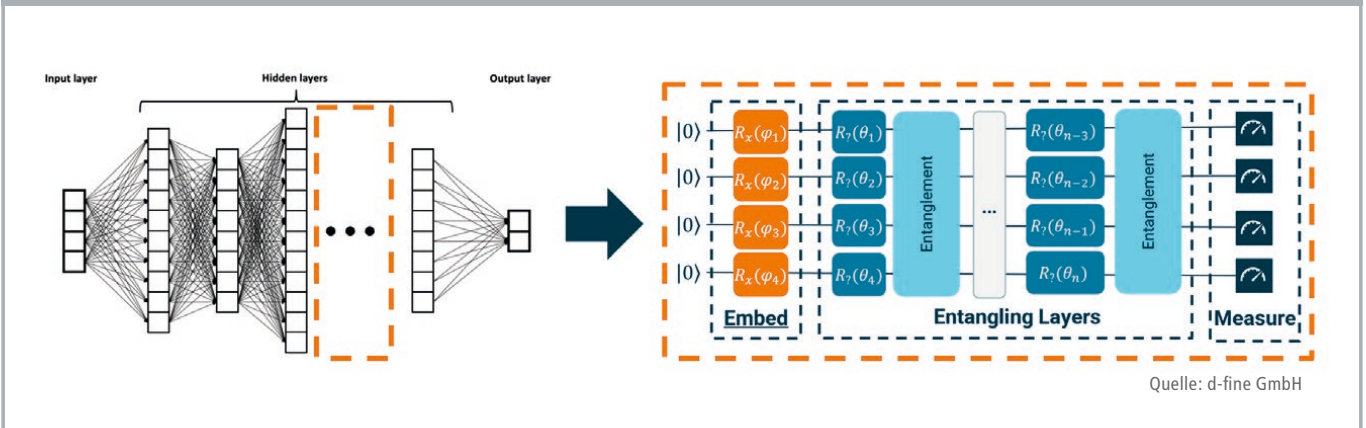 Input layer
Hidden layers
Output layer
• • •
|0⟩ R_x(φ_1) R_?(θ_1) R_?(θ_{n−3})
|0⟩ R_x(φ_2) R_?(θ_2) R_?(θ_{n−2})
|0⟩ R_x(φ_3) R_?(θ_3) R_?(θ_{n−1})
|0⟩ R_x(φ_4) R_?(θ_4) R_?(θ_n)
Entanglement
...
Entanglement
Embed
Entangling Layers
Measure
Quelle: d-fine GmbH